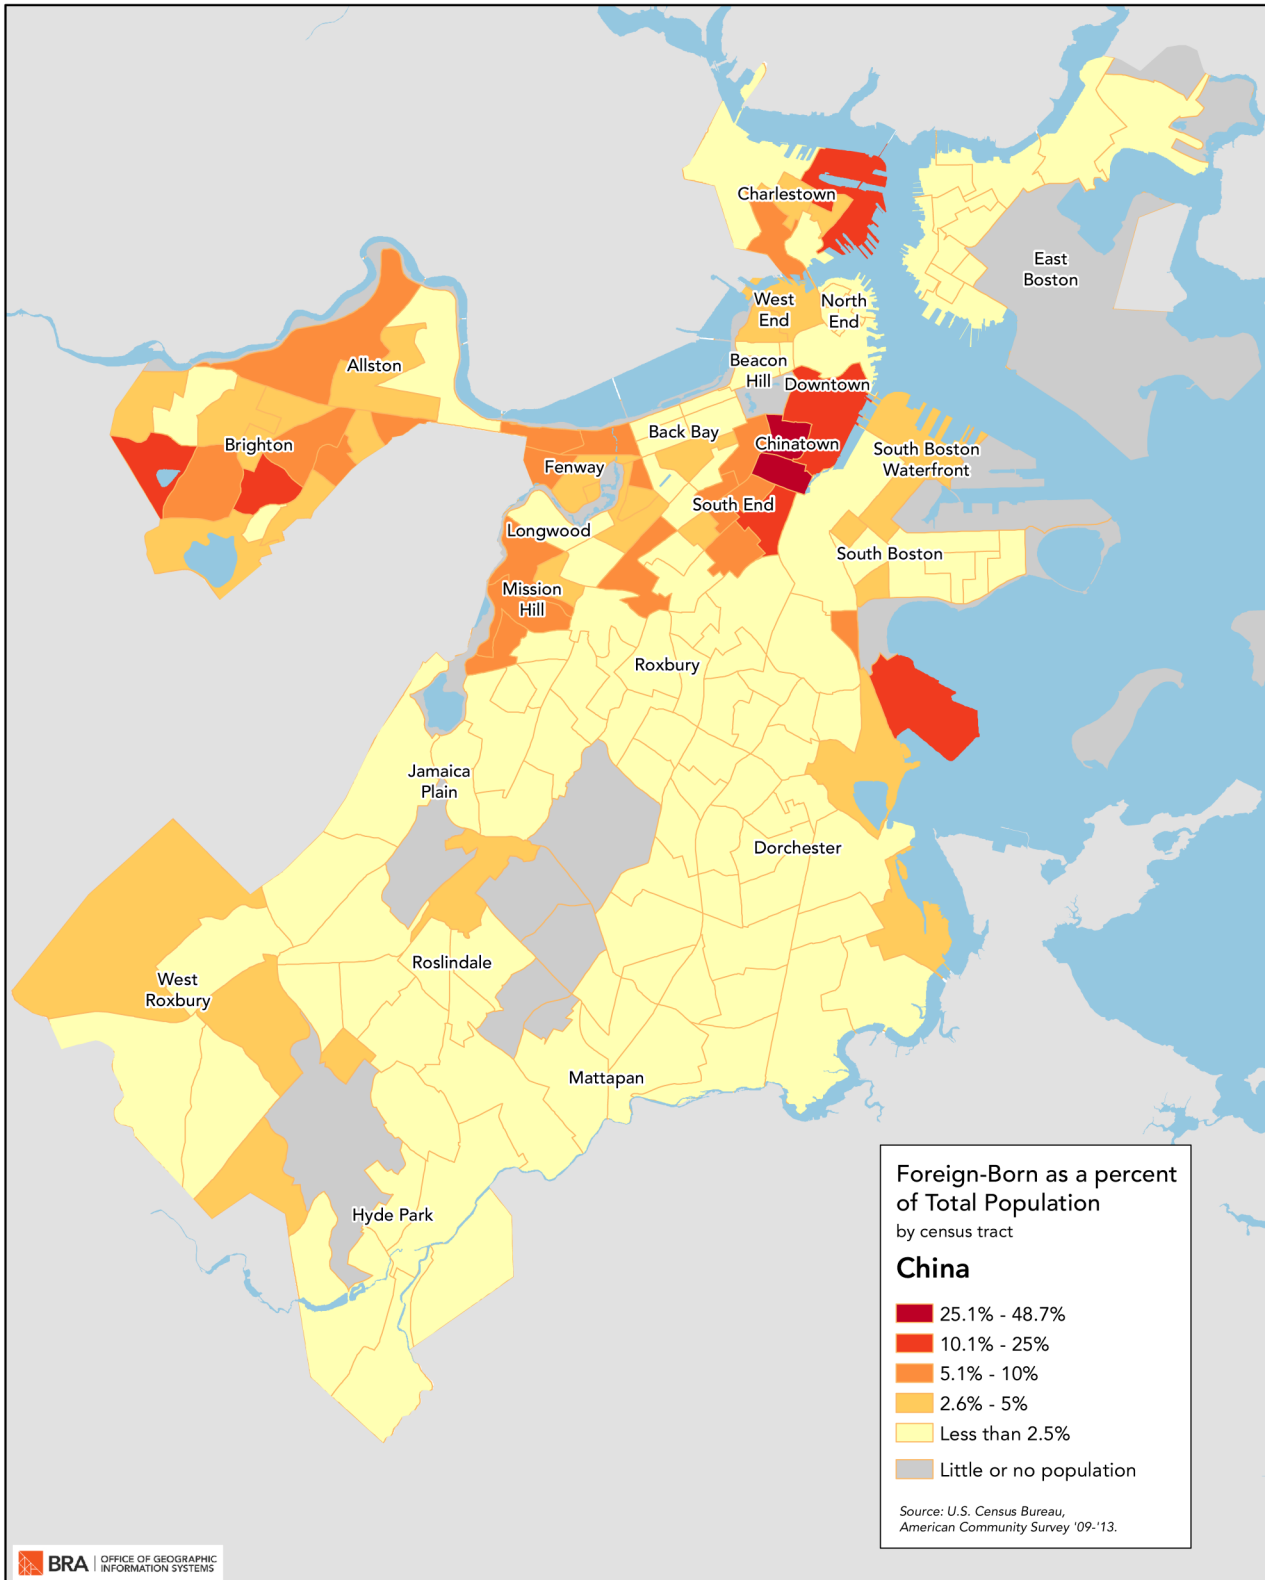 Charlestown
East
Boston
West
End
North
End
Beacon
Hill
Downtown
Allston
Back Bay
Chinatown
Brighton
South Boston
Waterfront
Fenway
South End
Longwood
South Boston
Mission
Hill
Roxbury
Jamaica
Plain
Dorchester
Roslindale
West
Roxbury
Mattapan
Hyde Park
Foreign-Born as a percent
of Total Population
by census tract
China
25.1% - 48.7%
10.1% - 25%
5.1% - 10%
2.6% - 5%
Less than 2.5%
Little or no population
Source: U.S. Census Bureau,
American Community Survey '09-'13.
BRA
OFFICE OF GEOGRAPHIC
INFORMATION SYSTEMS